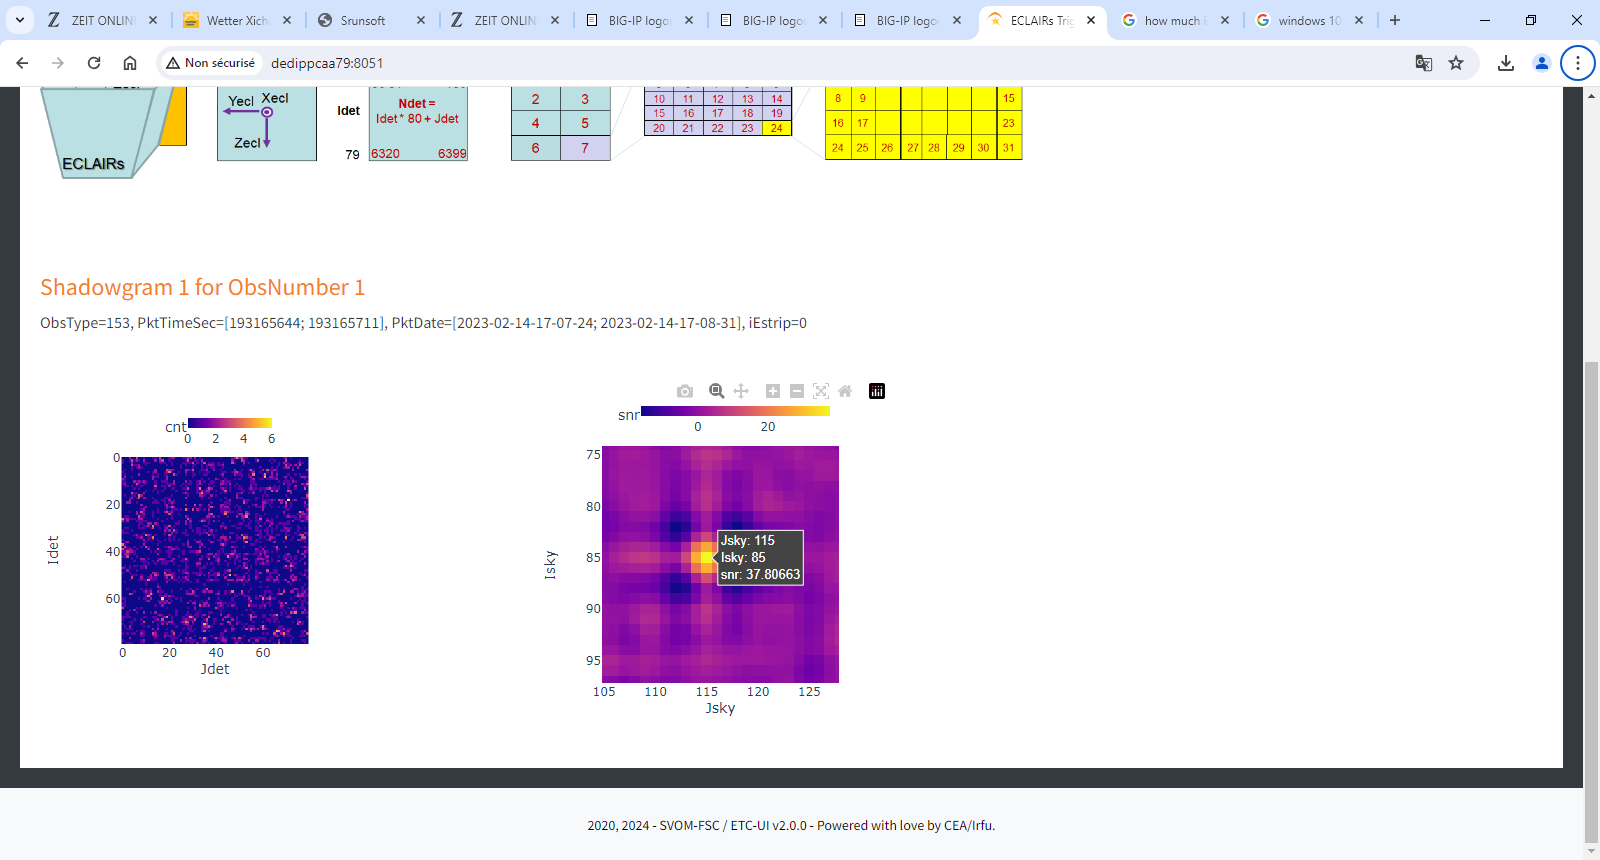 ZEIT ONLIN
Wetter Xich
Srunsoft
ZEIT ONLIN
BIG-IP logou
BIG-IP logo
BIG-IP logou
ECLAIRs Trig
how much
windows 10
Non sécurisé
dedippcaa79:8051
ECLAIRs
Yecl Xecl
Zecl
Idet
79
Ndet =
Idet* 80 + Jdet
6320 6399
2 3
4 5
6 7
10 11 12 13 14
15 16 17 18 19
20 21 22 23 24
8 9 15
16 17 23
24 25 26 27 28 29 30 31
Shadowgram 1 for ObsNumber 1
ObsType=153, PktTimeSec=[193165644; 193165711], PktDate=[2023-02-14-17-07-24; 2023-02-14-17-08-31], iEstrip=0
cnt
0 2 4 6
0
20
40
60
Idet
0 20 40 60
Jdet
snr
0 20
75
80
85
90
95
Isky
Jsky: 115
Isky: 85
snr: 37.80663
105 110 115 120 125
Jsky
2020, 2024 - SVOM-FSC / ETC-UI v2.0.0 - Powered with love by CEA/Irfu.